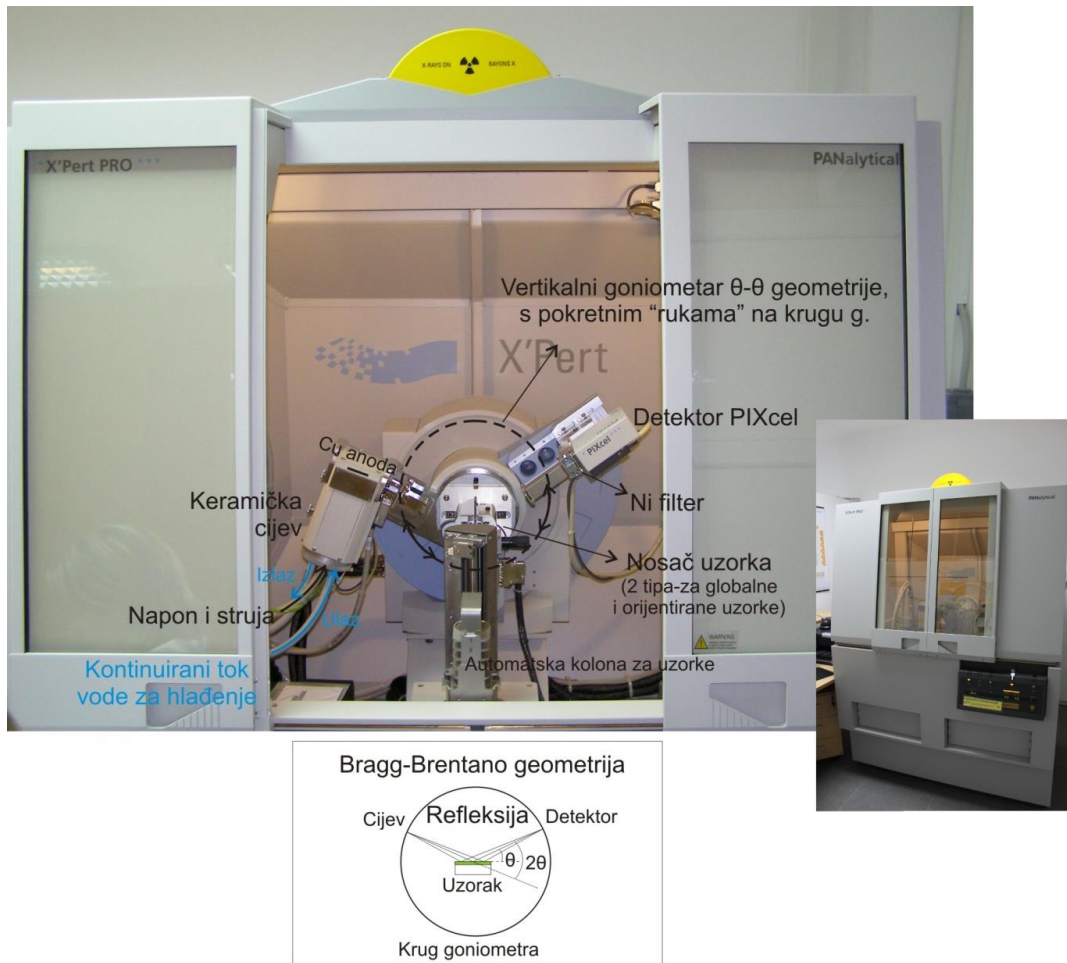 X-RAYS ON RAYONS X
X'Pert PRO
PANalytical
Vertikalni goniometar θ-θ geometrije,
s pokretnim “rukama” na krugu g.
X'Pert
Detektor PIXcel
PIXcel
Cu anoda
Keramička
cijev
Ni filter
Nosač uzorka
(2 tipa-za globalne
i orijentirane uzorke)
Izlaz
Napon i struja
Ulaz
Automatska kolona za uzorke
Kontinuirani tok
vode za hlađenje
WARNING
X'Pert PRO
PANalytical
Bragg-Brentano geometrija
Cijev
Refleksija
Detektor
θ
2θ
Uzorak
Krug goniometra